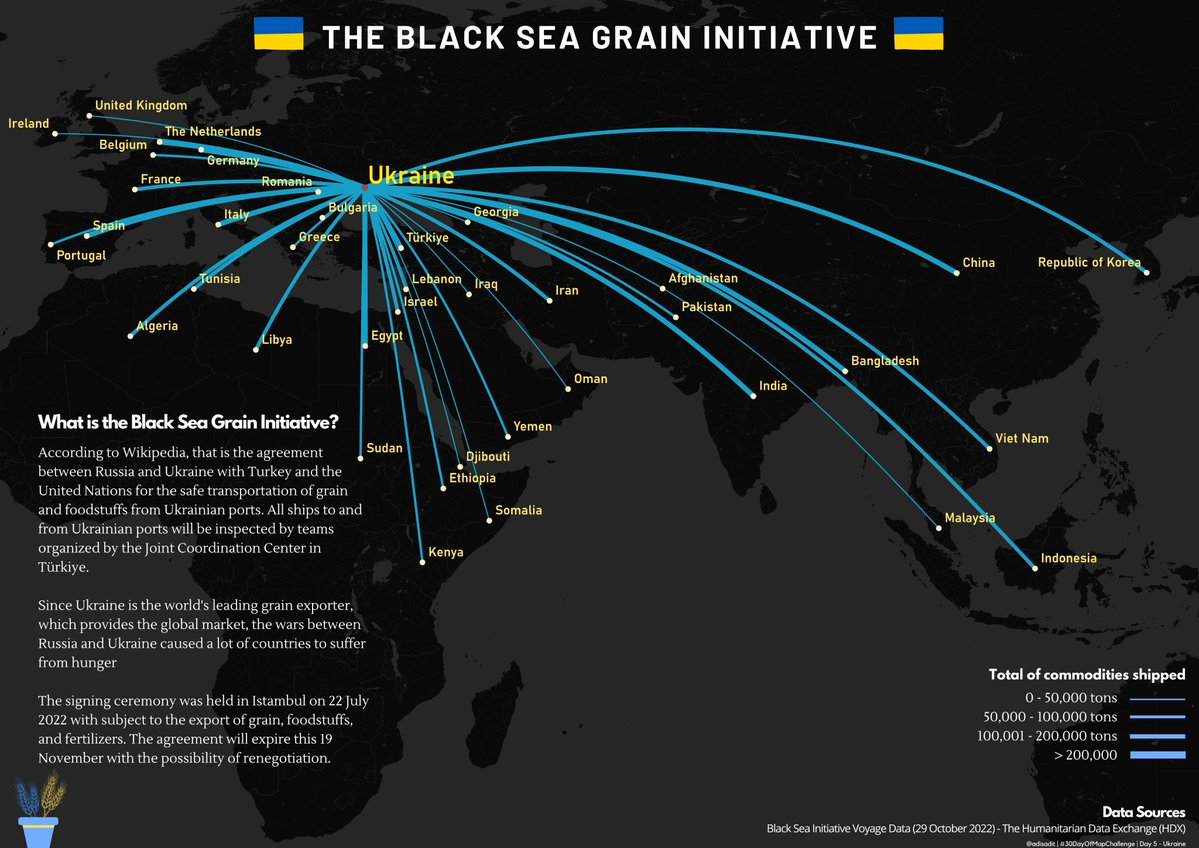 THE BLACK SEA GRAIN INITIATIVE
United Kingdom
Ireland
The Netherlands
Belgium
Germany
France
Romania
Ukraine
Bulgaria
Georgia
Italy
Spain
Greece
Türkiye
Portugal
China
Republic of Korea
Tunisia
Lebanon
Iraq
Iran
Afghanistan
Israel
Pakistan
Algeria
Libya
Egypt
Bangladesh
Oman
India
Yemen
Viet Nam
Sudan
Djibouti
Ethiopia
Somalia
Malaysia
Kenya
Indonesia
What is the Black Sea Grain Initiative?
According to Wikipedia, that is the agreement
between Russia and Ukraine with Turkey and the
United Nations for the safe transportation of grain
and foodstuffs from Ukrainian ports. All ships to and
from Ukrainian ports will be inspected by teams
organized by the Joint Coordination Center in
Türkiye.
Since Ukraine is the world's leading grain exporter,
which provides the global market, the wars between
Russia and Ukraine caused a lot of countries to suffer
from hunger
The signing ceremony was held in Istambul on 22 July
2022 with subject to the export of grain, foodstuffs,
and fertilizers. The agreement will expire this 19
November with the possibility of renegotiation.
Total of commodities shipped
0 - 50,000 tons
50,000 - 100,000 tons
100,001 - 200,000 tons
> 200,000
Data Sources
Black Sea Initiative Voyage Data (29 October 2022) - The Humanitarian Data Exchange (HDX)
@adisadit | #30DayOfMapChallenge | Day 5 - Ukraine